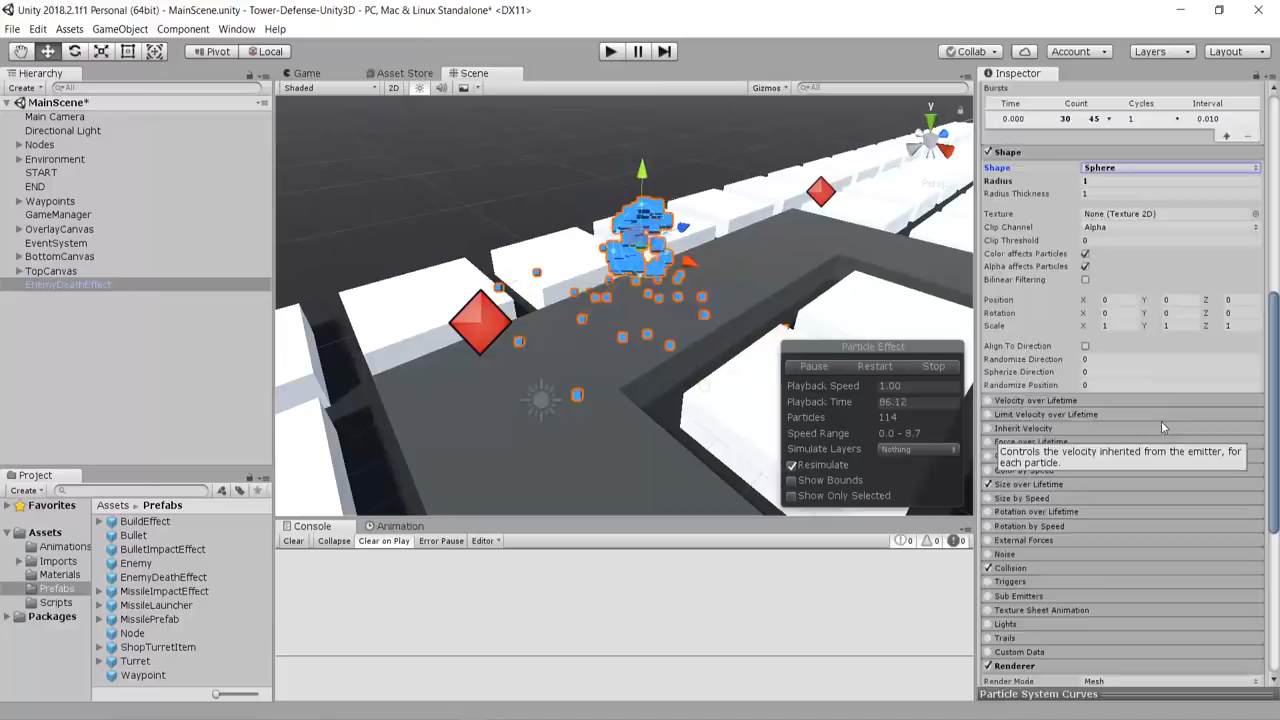 Unity 2018.2.1f1 Personal (64bit) - MainScene.unity - Tower-Defense-Unity3D - PC, Mac & Linux Standalone* <DX11>
File Edit Assets GameObject Component Window Help
Pivot Local Collab Account Layers Layout
Hierarchy
Create All
MainScene*
Main Camera
Directional Light
Nodes
Environment
START
END
Waypoints
GameManager
OverlayCanvas
EventSystem
BottomCanvas
TopCanvas
EnemyDeathEffect
Game Asset Store Scene
Shaded 2D Gizmos All
y
Persp
Particle Effect
Pause Restart Stop
Playback Speed 1.00
Playback Time 86.12
Particles 114
Speed Range 0.0 - 8.7
Simulate Layers Nothing
Resimulate
Show Bounds
Show Only Selected
Project
Create
Favorites
Assets
Animations
Imports
Materials
Prefabs
Scripts
Packages
Assets Prefabs
BuildEffect
Bullet
BulletImpactEffect
Enemy
EnemyDeathEffect
MissileImpactEffect
MissileLauncher
MissilePrefab
Node
ShopTurretItem
Turret
Waypoint
Console Animation
Clear Collapse Clear on Play Error Pause Editor 0 0 0
Inspector
Bursts
Time Count Cycles Interval
0.000 30 45 1 0.010
Shape
Shape Sphere
Radius 1
Radius Thickness 1
Texture None (Texture 2D)
Clip Channel Alpha
Clip Threshold 0
Color affects Particles
Alpha affects Particles
Bilinear Filtering
Position X 0 Y 0 Z 0
Rotation X 0 Y 0 Z 0
Scale X 1 Y 1 Z 1
Align To Direction
Randomize Direction 0
Spherize Direction 0
Randomize Position 0
Velocity over Lifetime
Limit Velocity over Lifetime
Inherit Velocity
Force over Lifetime
Controls the velocity inherited from the emitter, for
each particle.
Color by Speed
Size over Lifetime
Size by Speed
Rotation over Lifetime
Rotation by Speed
External Forces
Noise
Collision
Triggers
Sub Emitters
Texture Sheet Animation
Lights
Trails
Custom Data
Renderer
Render Mode Mesh
Particle System Curves